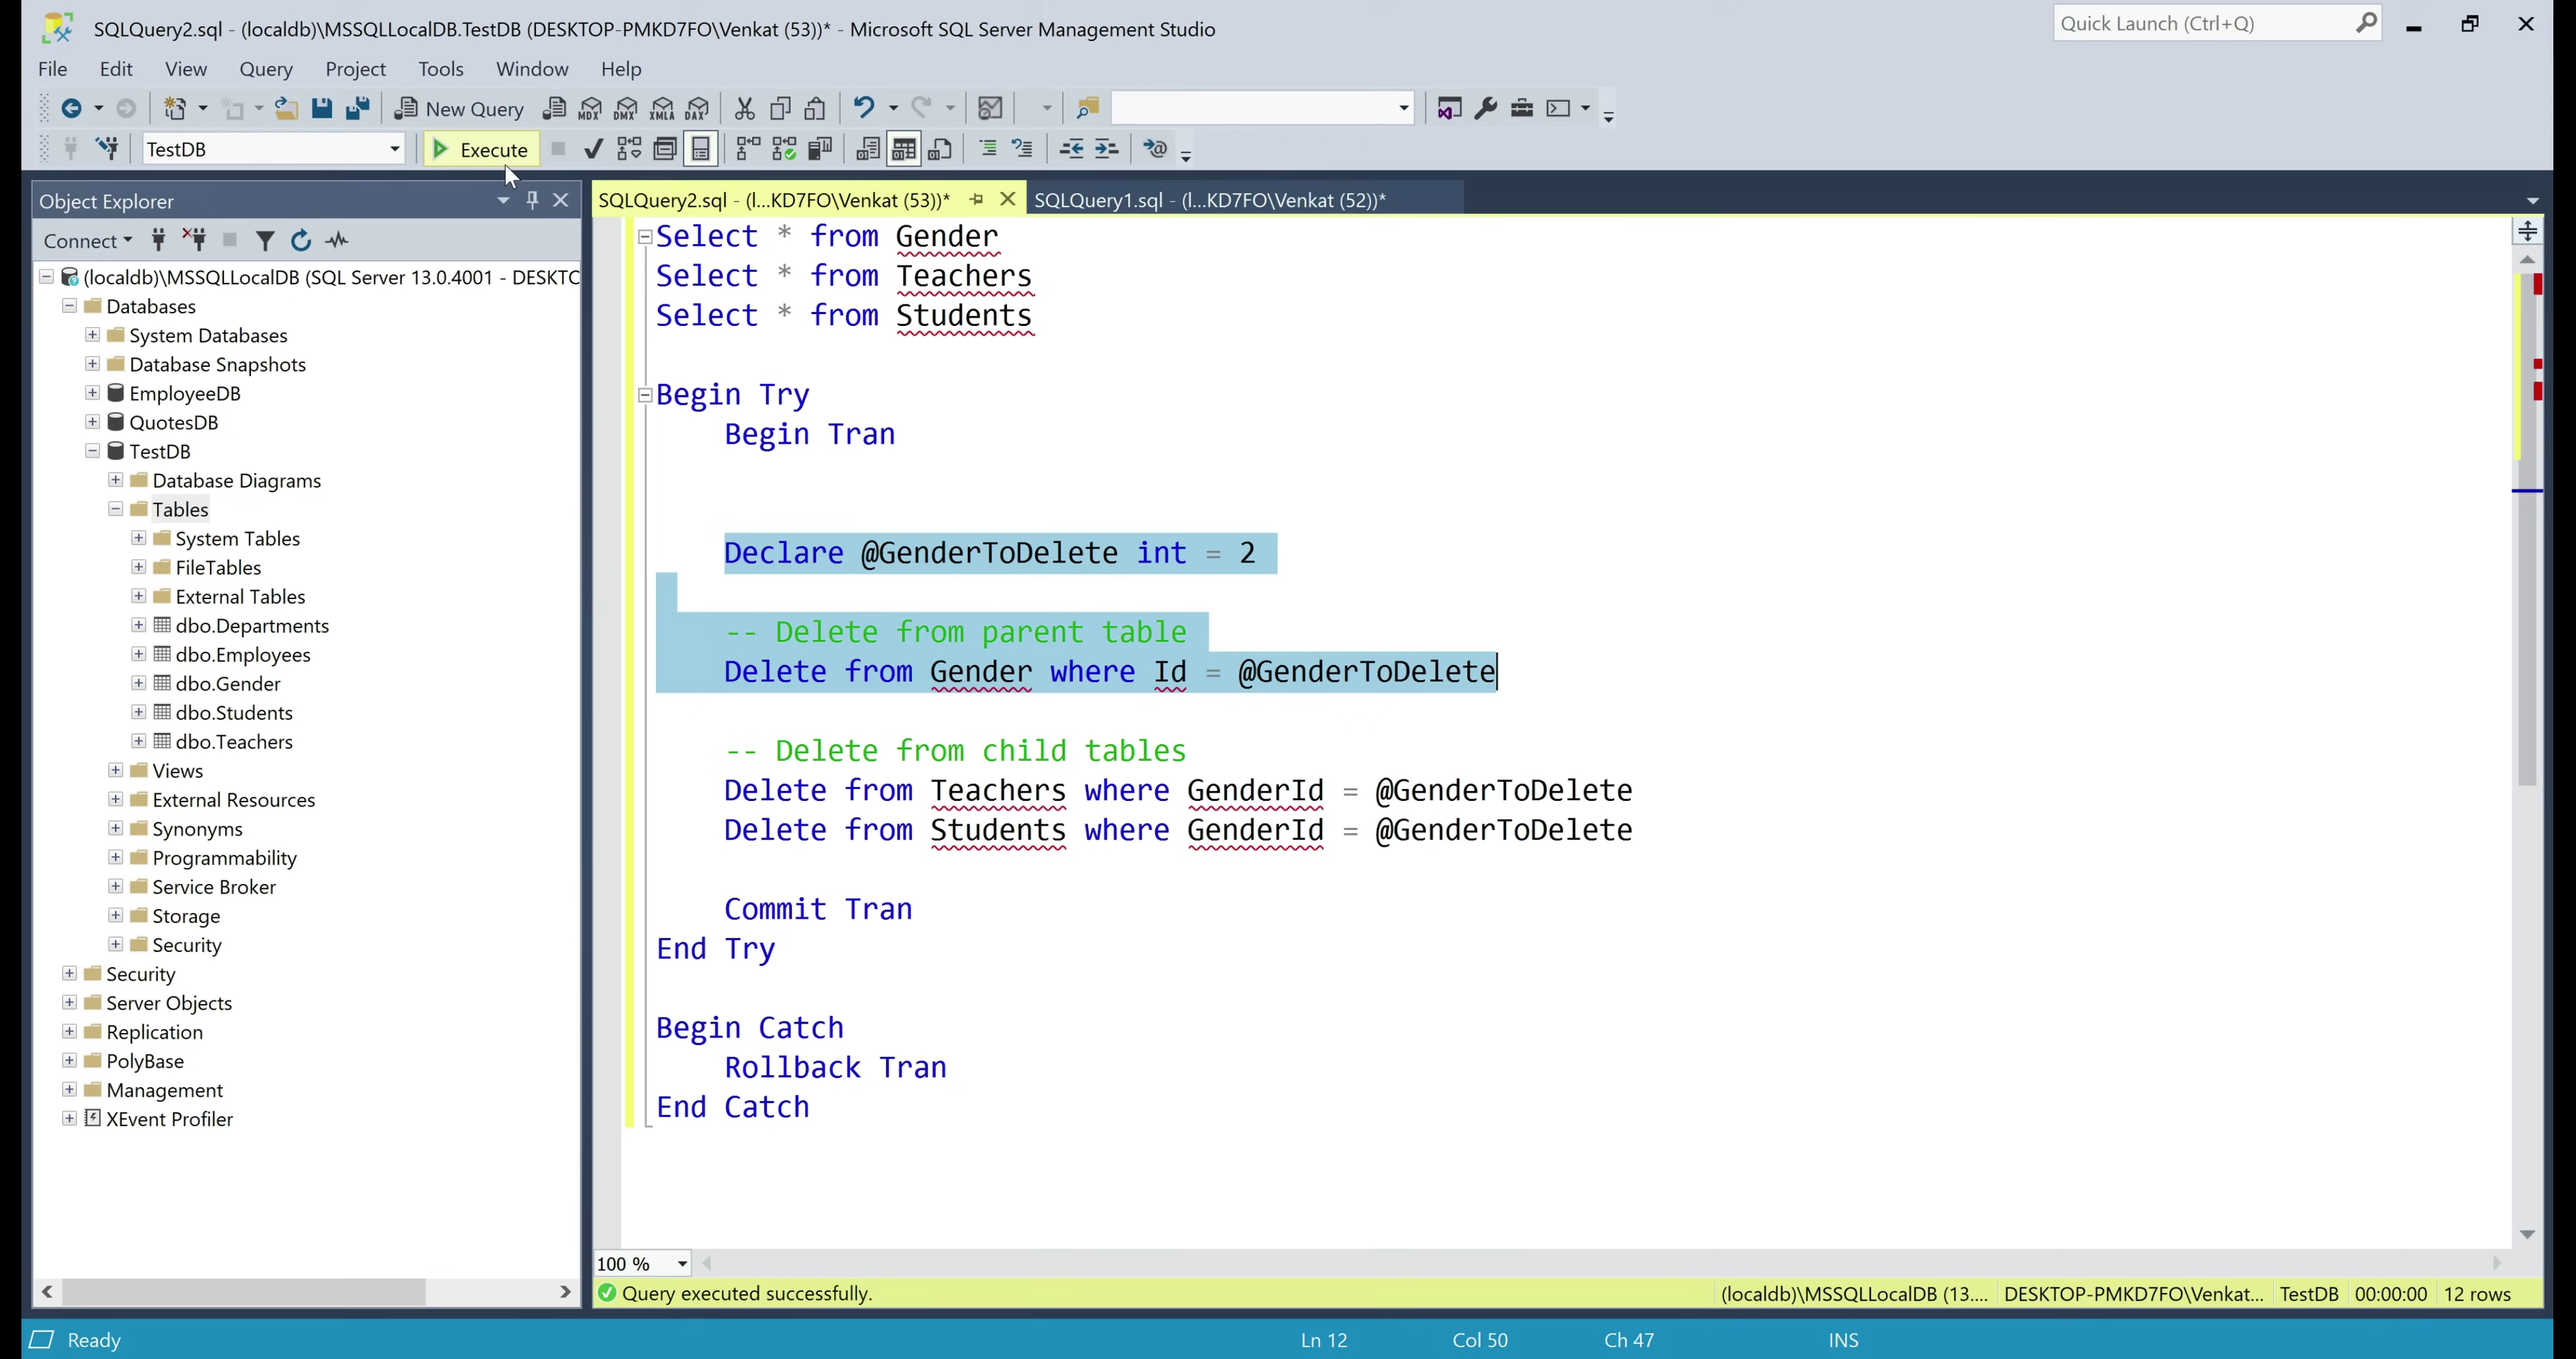 SQLQuery2.sql - (localdb)\MSSQLLocalDB.TestDB (DESKTOP-PMKD7FO\Venkat (53))* - Microsoft SQL Server Management Studio
Quick Launch (Ctrl+Q)
File Edit View Query Project Tools Window Help
New Query MDX DMX XMLA DAX
TestDB Execute
Object Explorer
Connect
(localdb)\MSSQLLocalDB (SQL Server 13.0.4001 - DESKTO
Databases
System Databases
Database Snapshots
EmployeeDB
QuotesDB
TestDB
Database Diagrams
Tables
System Tables
FileTables
External Tables
dbo.Departments
dbo.Employees
dbo.Gender
dbo.Students
dbo.Teachers
Views
External Resources
Synonyms
Programmability
Service Broker
Storage
Security
Security
Server Objects
Replication
PolyBase
Management
XEvent Profiler
SQLQuery2.sql - (l...KD7FO\Venkat (53))* SQLQuery1.sql - (l...KD7FO\Venkat (52))*
Select * from Gender
Select * from Teachers
Select * from Students
Begin Try
Begin Tran
Declare @GenderToDelete int = 2
-- Delete from parent table
Delete from Gender where Id = @GenderToDelete
-- Delete from child tables
Delete from Teachers where GenderId = @GenderToDelete
Delete from Students where GenderId = @GenderToDelete
Commit Tran
End Try
Begin Catch
Rollback Tran
End Catch
100 %
Query executed successfully. (localdb)\MSSQLLocalDB (13.... DESKTOP-PMKD7FO\Venkat... TestDB 00:00:00 12 rows
Ready Ln 12 Col 50 Ch 47 INS